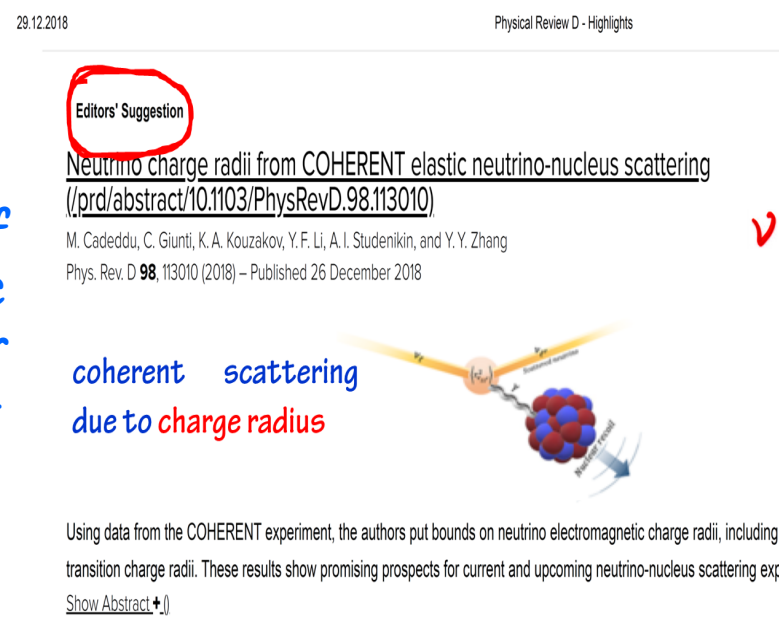 29.12.2018
Physical Review D - Highlights
Editors' Suggestion
Neutrino charge radii from COHERENT elastic neutrino-nucleus scattering
(/prd/abstract/10.1103/PhysRevD.98.113010)
M. Cadeddu, C. Giunti, K. A. Kouzakov, Y. F. Li, A. I. Studenikin, and Y. Y. Zhang
Phys. Rev. D 98, 113010 (2018) – Published 26 December 2018
ν
coherent scattering
due to charge radius
Scattered neutrino
γ
Nuclear recoil
Using data from the COHERENT experiment, the authors put bounds on neutrino electromagnetic charge radii, including
transition charge radii. These results show promising prospects for current and upcoming neutrino-nucleus scattering exp
Show Abstract + ()